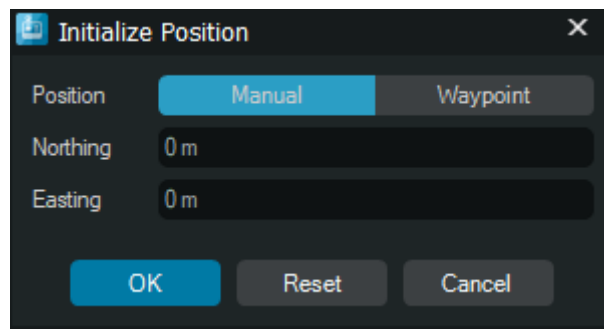 Initialize Position
Position Manual Waypoint
Northing 0 m
Easting 0 m
OK Reset Cancel